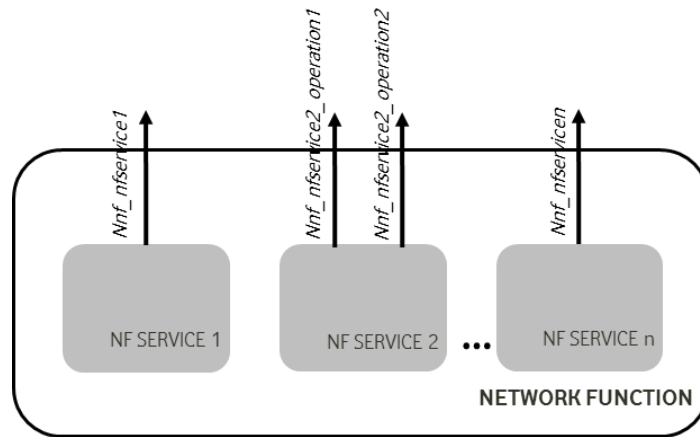 Nnf_nfservice1
Nnf_nfservice2_operation1
Nnf_nfservice2_operation2
Nnf_nfservicen
NF SERVICE 1
NF SERVICE 2
...
NF SERVICE n
NETWORK FUNCTION